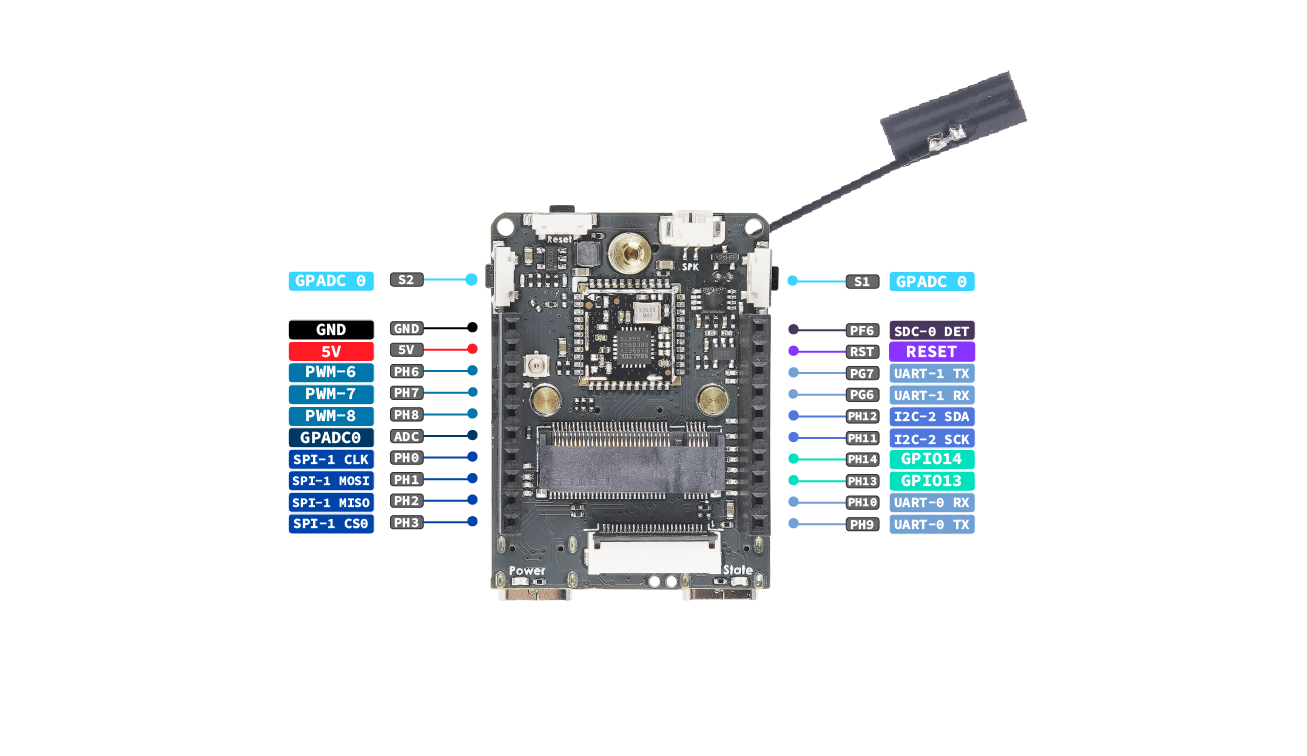 Reset
SPK
GPADC 0 S2
S1 GPADC 0
GND GND
PF6 SDC-0 DET
5V 5V
RST RESET
PWM-6 PH6
PG7 UART-1 TX
PWM-7 PH7
PG6 UART-1 RX
PWM-8 PH8
PH12 I2C-2 SDA
GPADC0 ADC
PH11 I2C-2 SCK
SPI-1 CLK PH0
PH14 GPIO14
SPI-1 MOSI PH1
PH13 GPIO13
SPI-1 MISO PH2
PH10 UART-0 RX
SPI-1 CS0 PH3
PH9 UART-0 TX
Power
State